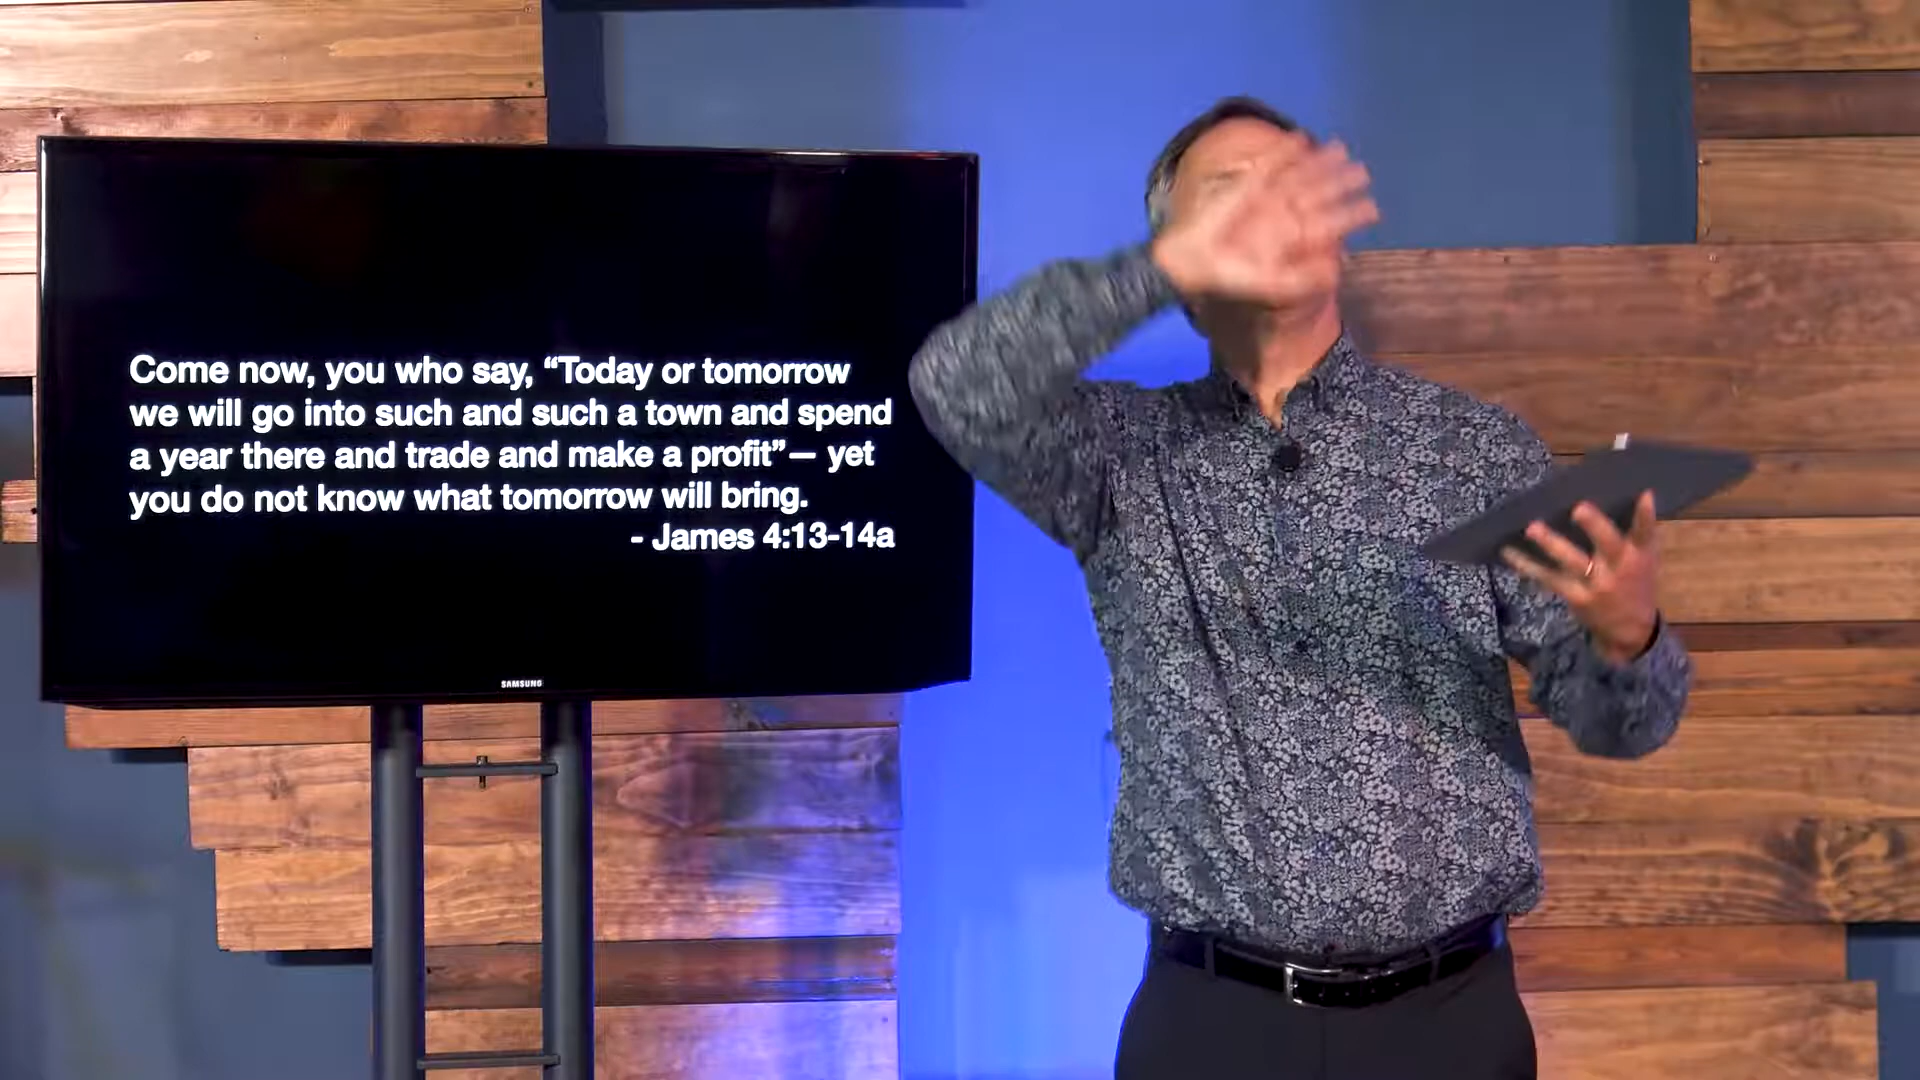 Come now, you who say, “Today or tomorrow
we will go into such and such a town and spend
a year there and trade and make a profit”— yet
you do not know what tomorrow will bring.
- James 4:13-14a
SAMSUNG